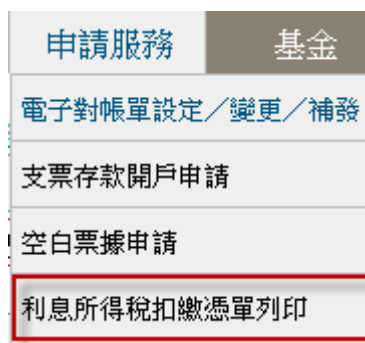 申請服務 基金
電子對帳單設定／變更／補發
支票存款開戶申請
空白票據申請
利息所得稅扣繳憑單列印